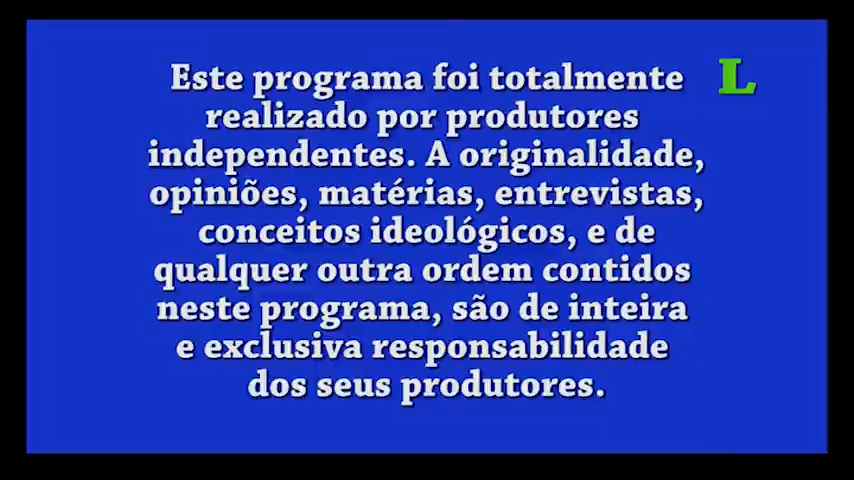 Este programa foi totalmente
L
realizado por produtores
independentes. A originalidade,
opiniões, matérias, entrevistas,
conceitos ideológicos, e de
qualquer outra ordem contidos
neste programa, são de inteira
e exclusiva responsabilidade
dos seus produtores.